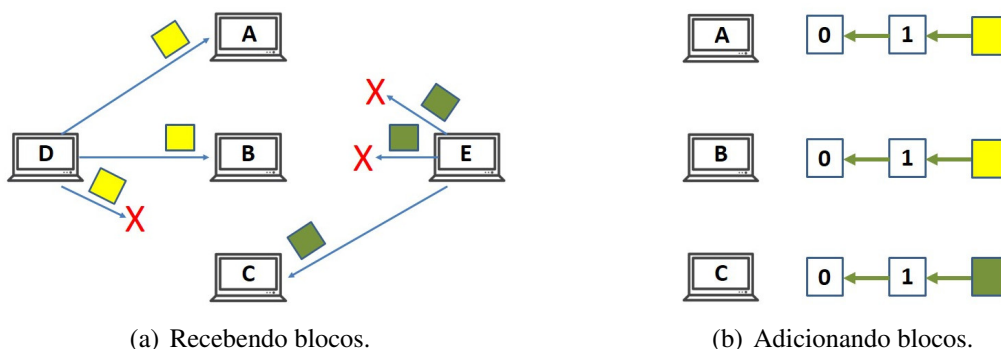 A
D
B
E
X
X
X
C
(a) Recebendo blocos.
A 0 1
B 0 1
C 0 1
(b) Adicionando blocos.